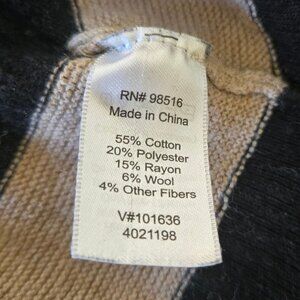 RN# 98516
Made in China
55% Cotton
20% Polyester
15% Rayon
6% Wool
4% Other Fibers
V#101636
4021198